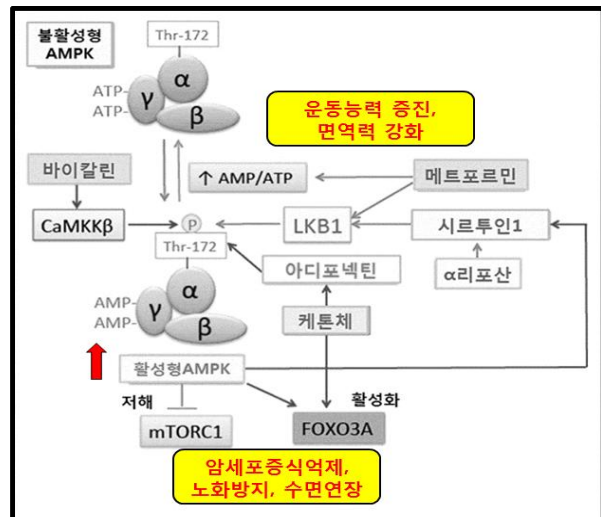 불활성형
AMPK
Thr-172
α
γ
β
ATP-
ATP-
운동능력 증진,
면역력 강화
바이칼린
↑ AMP/ATP
메트포르민
CaMKKβ
P
LKB1
시르투인1
Thr-172
아디포넥틴
α리포산
α
γ
β
AMP-
AMP-
케톤체
활성형AMPK
저해
활성화
mTORC1
FOXO3A
암세포증식억제,
노화방지, 수면연장